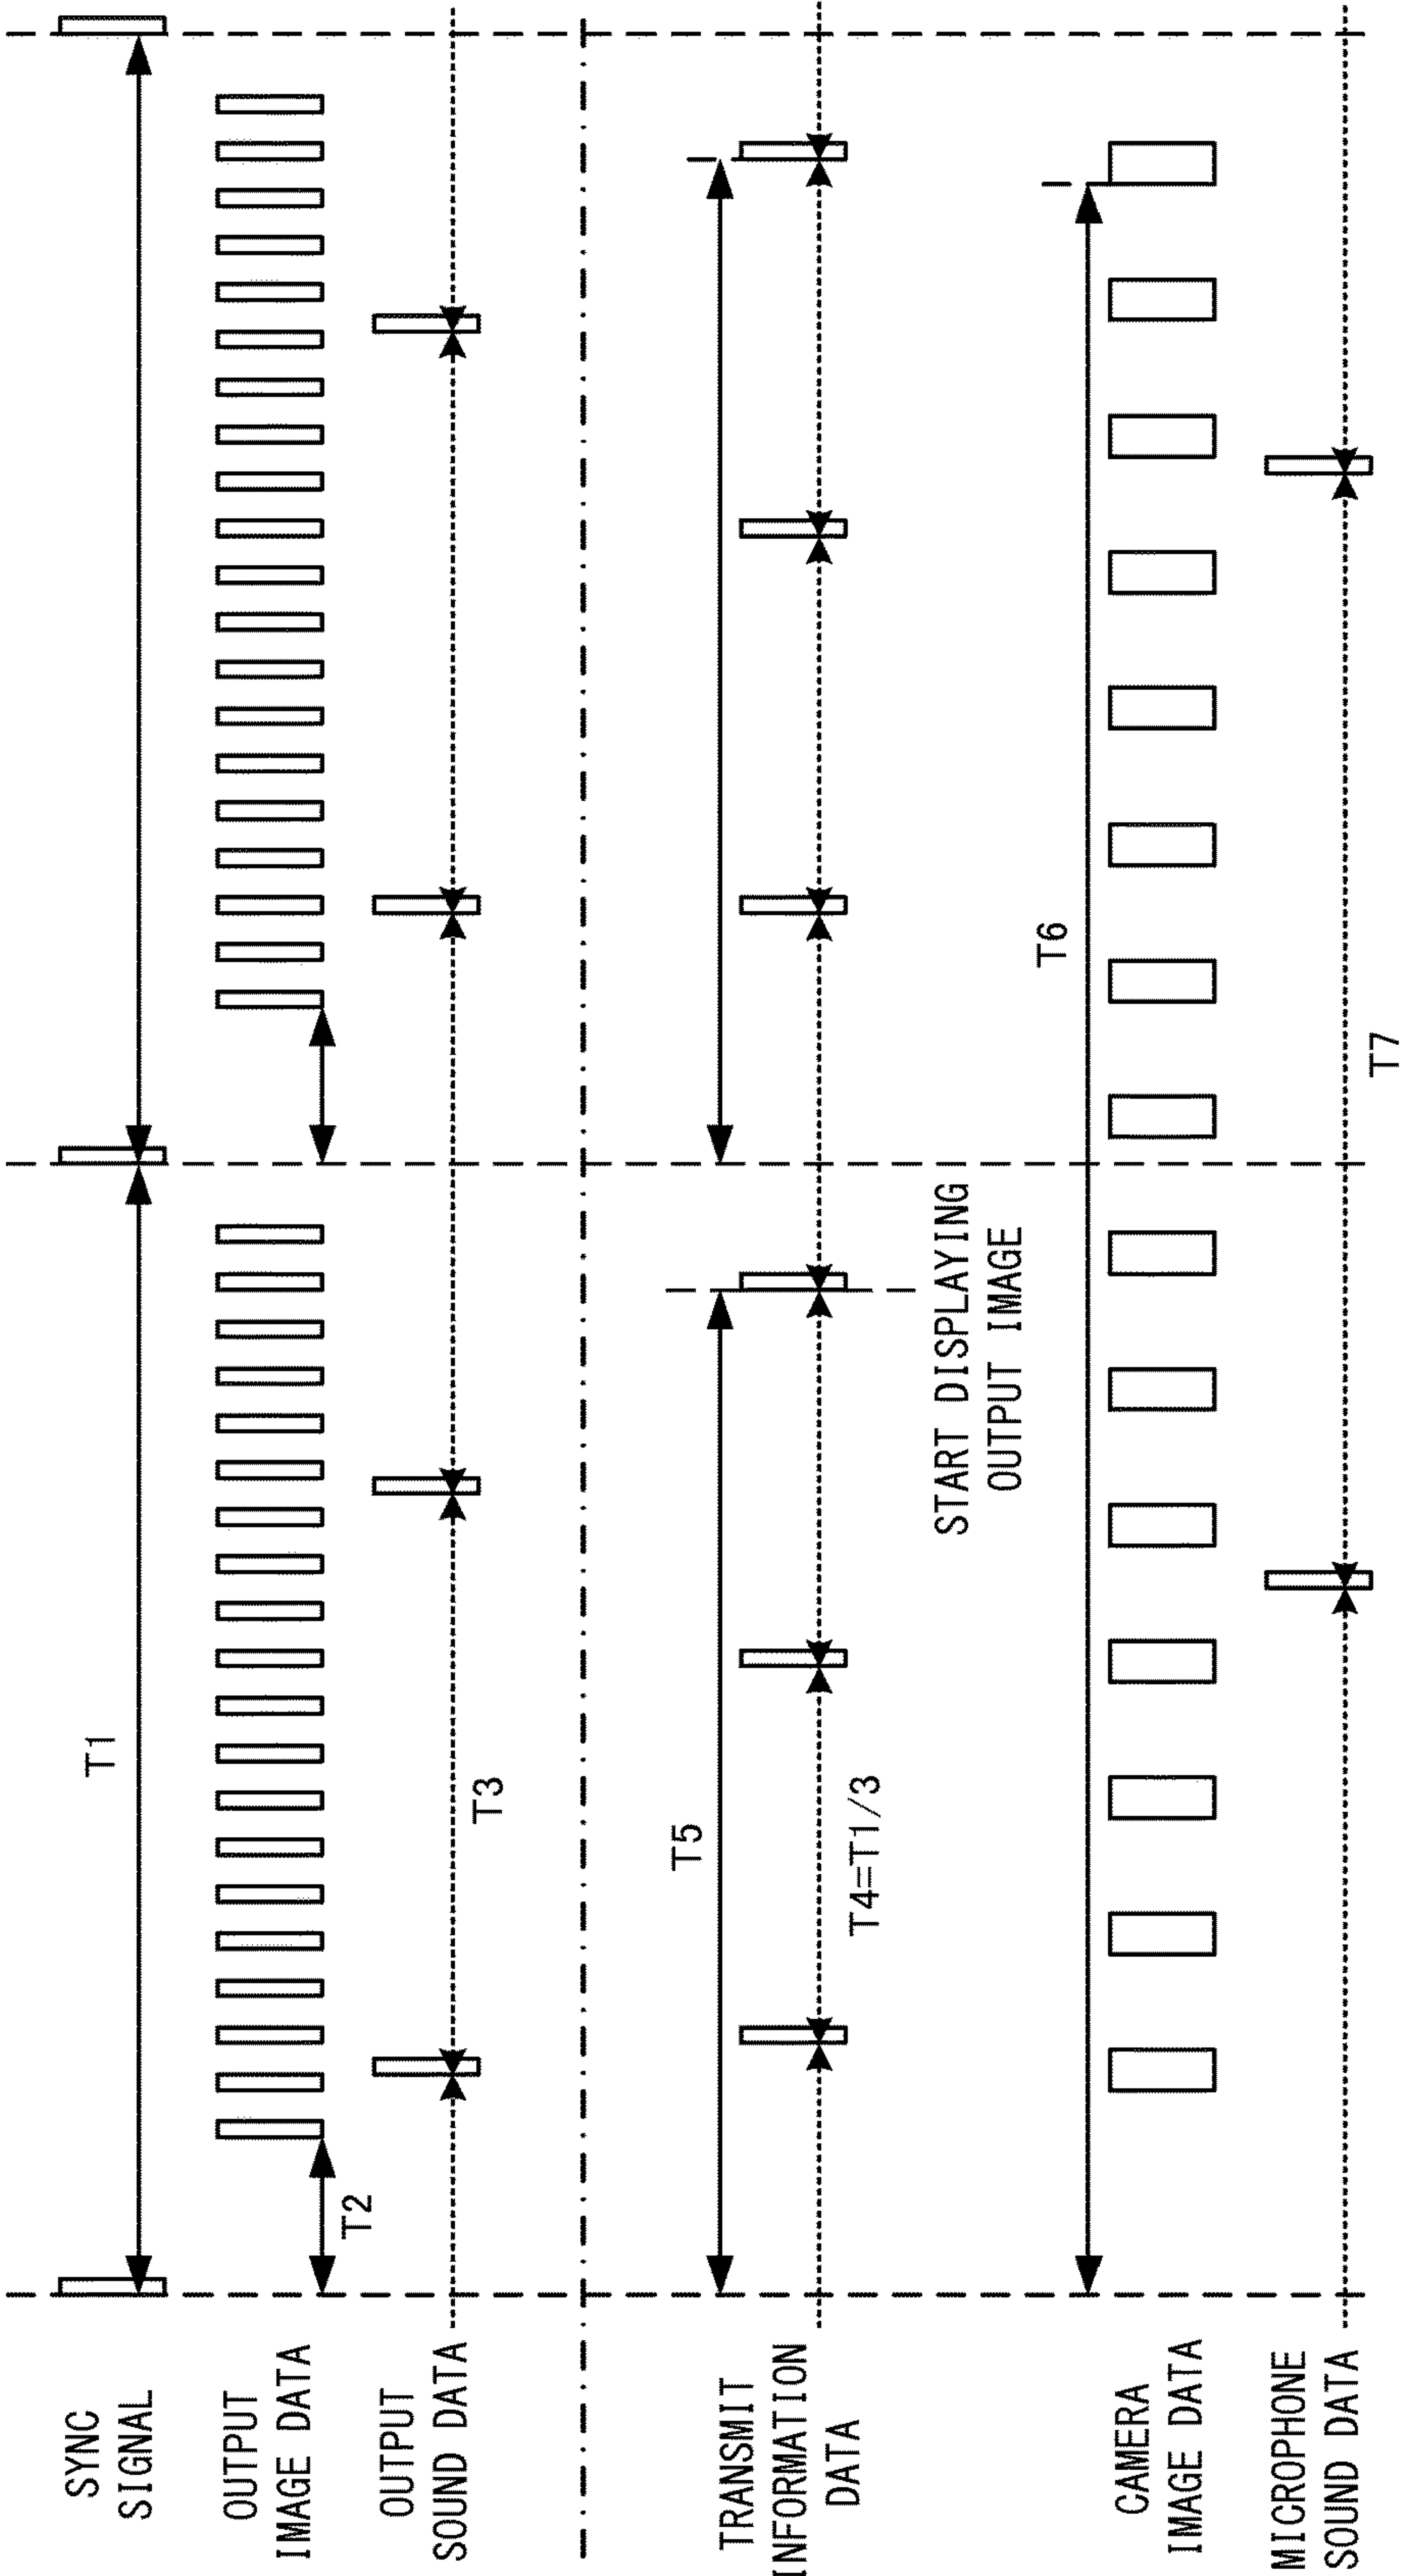 SYNC
SIGNAL
T1
OUTPUT
IMAGE DATA
T2
OUTPUT
SOUND DATA
T3
TRANSMIT
INFORMATION
DATA
T5
T4=T1/3
START DISPLAYING
OUTPUT IMAGE
CAMERA
IMAGE DATA
T6
MICROPHONE
SOUND DATA
T7